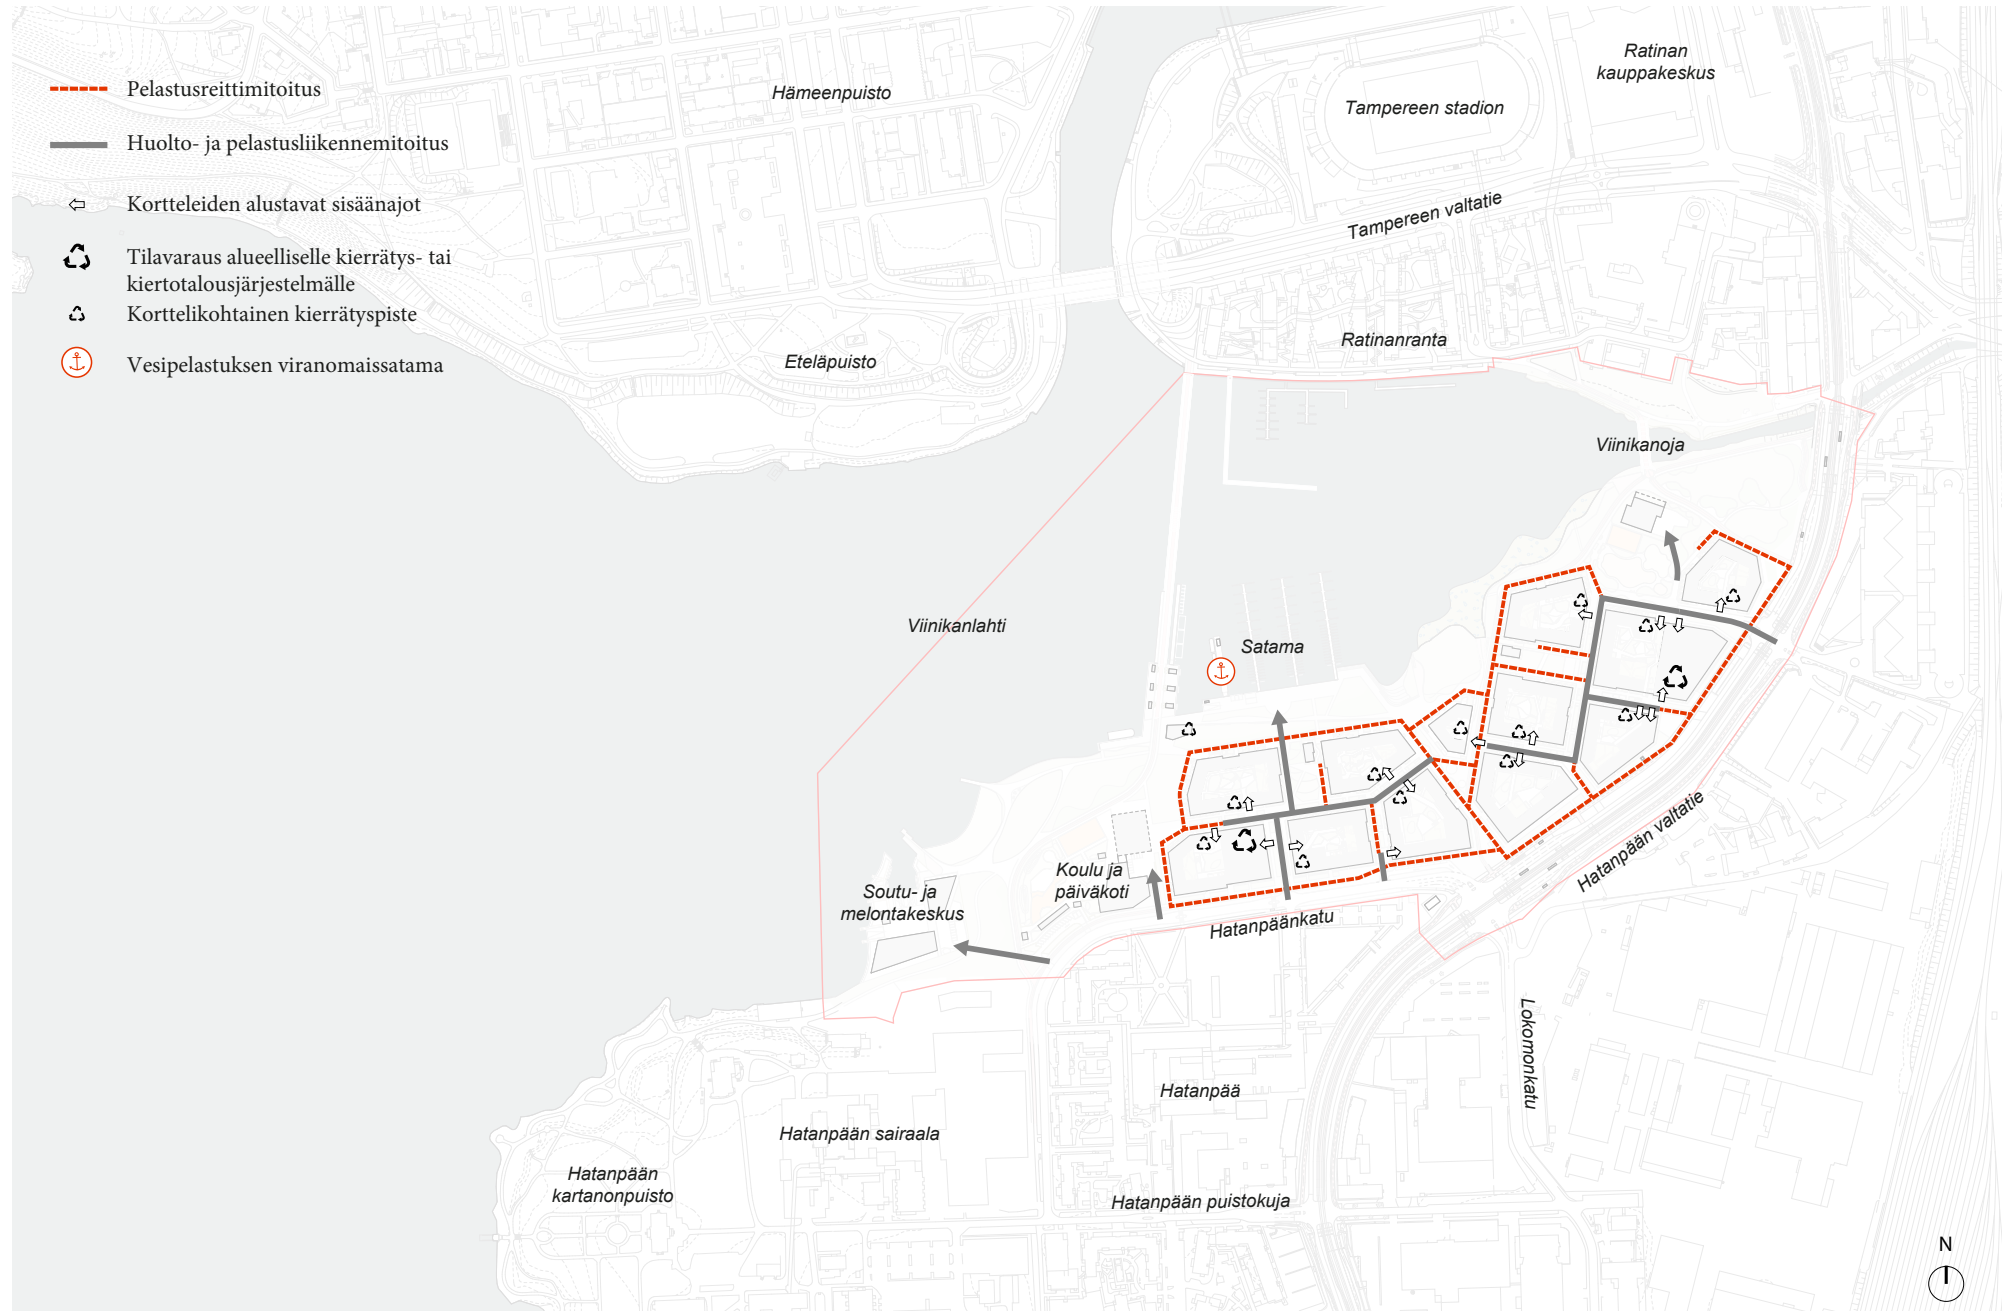 Pelastusreittimitoitus
Huolto- ja pelastusliikennemitoitus
Kortteleiden alustavat sisäänajot
Tilavaraus alueelliselle kierrätys- tai
kiertotalousjärjestelmälle
Korttelikohtainen kierrätyspiste
Vesipelastuksen viranomaissatama
Hämeenpuisto
Ratinan
kauppakeskus
Tampereen stadion
Tampereen valtatie
Ratinanranta
Eteläpuisto
Viinikanoja
Viinikanlahti
Satama
Koulu ja
päiväkoti
Soutu- ja
melontakeskus
Hatanpäänkatu
Hatanpään valtatie
Lokomonkatu
Hatanpää
Hatanpään sairaala
Hatanpään
kartanonpuisto
Hatanpään puistokuja
N